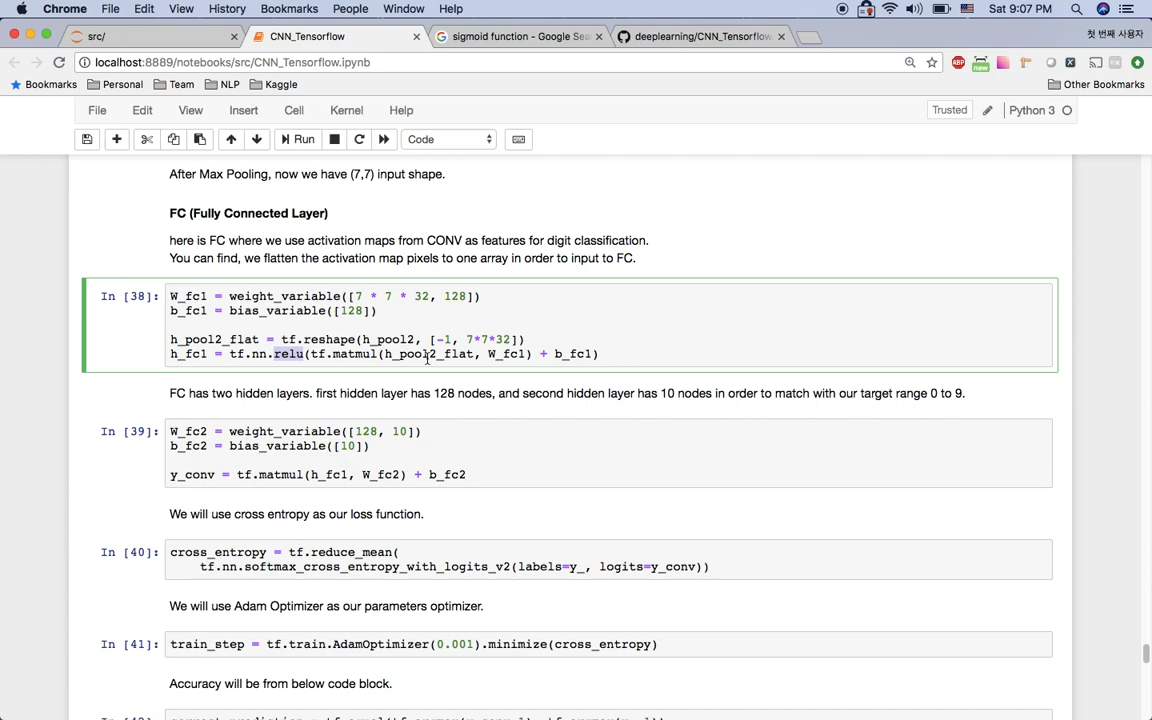 Chrome File Edit View History Bookmarks People Window Help Sat 9:07 PM
src/ CNN_Tensorflow sigmoid function - Google Sea deeplearning/CNN_Tensorflow. 첫 번째 사용자
localhost:8889/notebooks/src/CNN_Tensorflow.ipynb ABP new
Bookmarks Personal Team NLP Kaggle Other Bookmarks
File Edit View Insert Cell Kernel Help Trusted Python 3
Run Code
After Max Pooling, now we have (7,7) input shape.
FC (Fully Connected Layer)
here is FC where we use activation maps from CONV as features for digit classification.
You can find, we flatten the activation map pixels to one array in order to input to FC.
In [38]: W_fc1 = weight_variable([7 * 7 * 32, 128])
b_fc1 = bias_variable([128])
h_pool2_flat = tf.reshape(h_pool2, [-1, 7*7*32])
h_fc1 = tf.nn.relu(tf.matmul(h_pool2_flat, W_fc1) + b_fc1)
FC has two hidden layers. first hidden layer has 128 nodes, and second hidden layer has 10 nodes in order to match with our target range 0 to 9.
In [39]: W_fc2 = weight_variable([128, 10])
b_fc2 = bias_variable([10])
y_conv = tf.matmul(h_fc1, W_fc2) + b_fc2
We will use cross entropy as our loss function.
In [40]: cross_entropy = tf.reduce_mean(
tf.nn.softmax_cross_entropy_with_logits_v2(labels=y_, logits=y_conv))
We will use Adam Optimizer as our parameters optimizer.
In [41]: train_step = tf.train.AdamOptimizer(0.001).minimize(cross_entropy)
Accuracy will be from below code block.